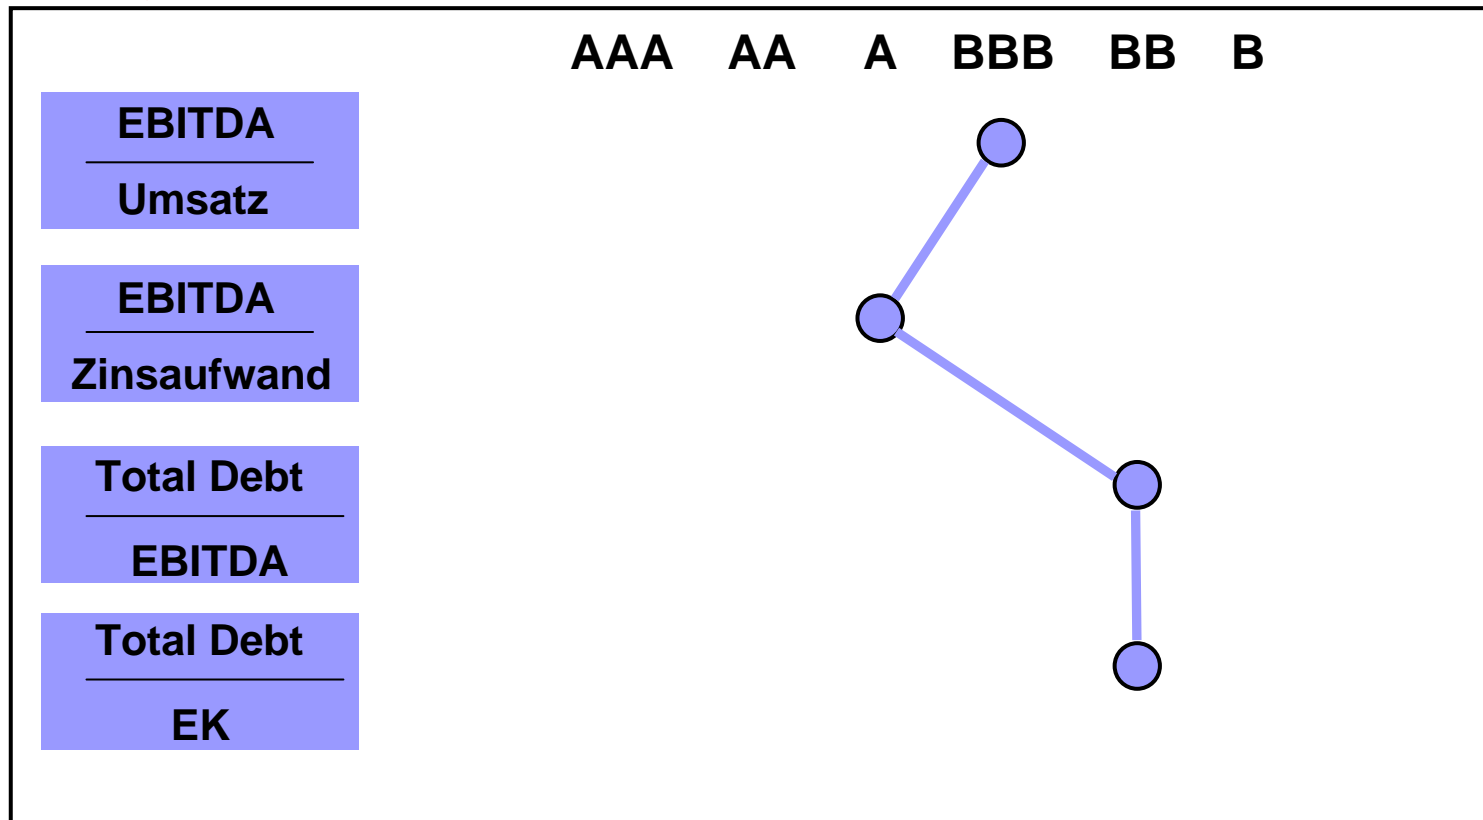 AAA AA A BBB BB B
EBITDA
Umsatz
EBITDA
Zinsaufwand
Total Debt
EBITDA
Total Debt
EK